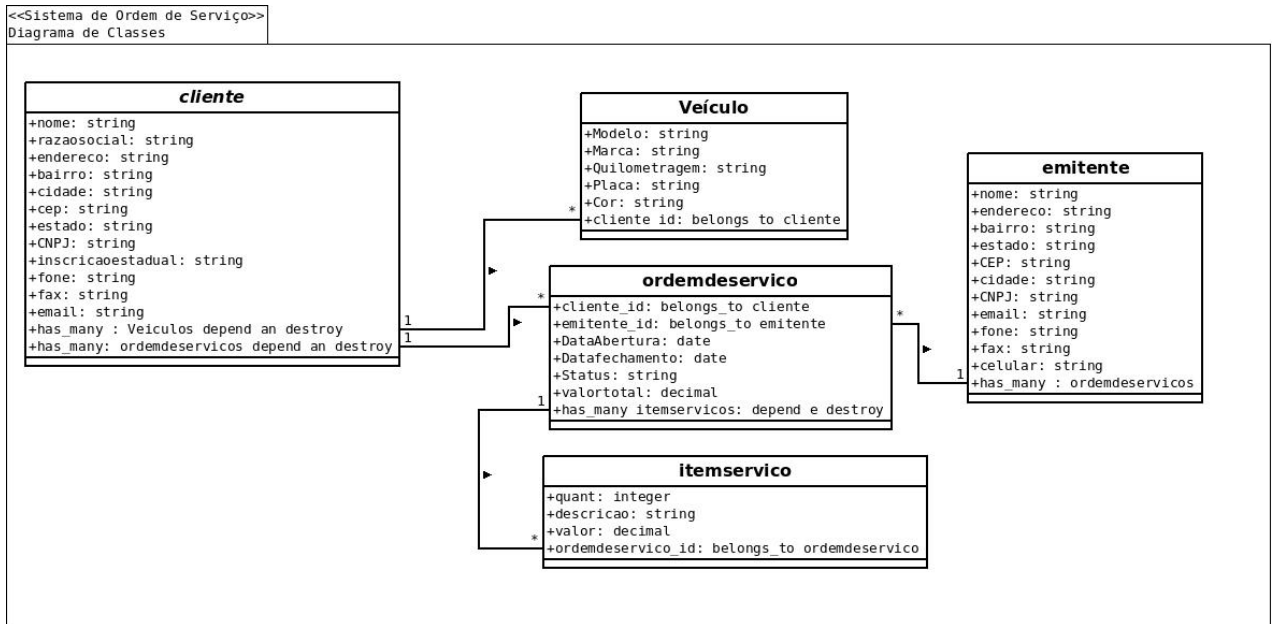 <<Sistema de Ordem de Serviço>>
Diagrama de Classes
cliente
+nome: string
+razaosocial: string
+endereco: string
+bairro: string
+cidade: string
+cep: string
+estado: string
+CNPJ: string
+inscricaoestadual: string
+fone: string
+fax: string
+email: string
+has_many : Veiculos depend an destroy
+has_many: ordemdeservicos depend an destroy
1
1
Veículo
+Modelo: string
+Marca: string
+Quilometragem: string
+Placa: string
+Cor: string
+cliente id: belongs to cliente
*
ordemdeservico
+cliente_id: belongs_to cliente
+emitente_id: belongs_to emitente
+DataAbertura: date
+Datafechamento: date
+Status: string
+valortotal: decimal
+has_many itemservicos: depend e destroy
*
1
*
emitente
+nome: string
+endereco: string
+bairro: string
+estado: string
+CEP: string
+cidade: string
+CNPJ: string
+email: string
+fone: string
+fax: string
+celular: string
+has_many : ordemdeservicos
1
itemservico
+quant: integer
+descricao: string
+valor: decimal
+ordemdeservico_id: belongs_to ordemdeservico
*